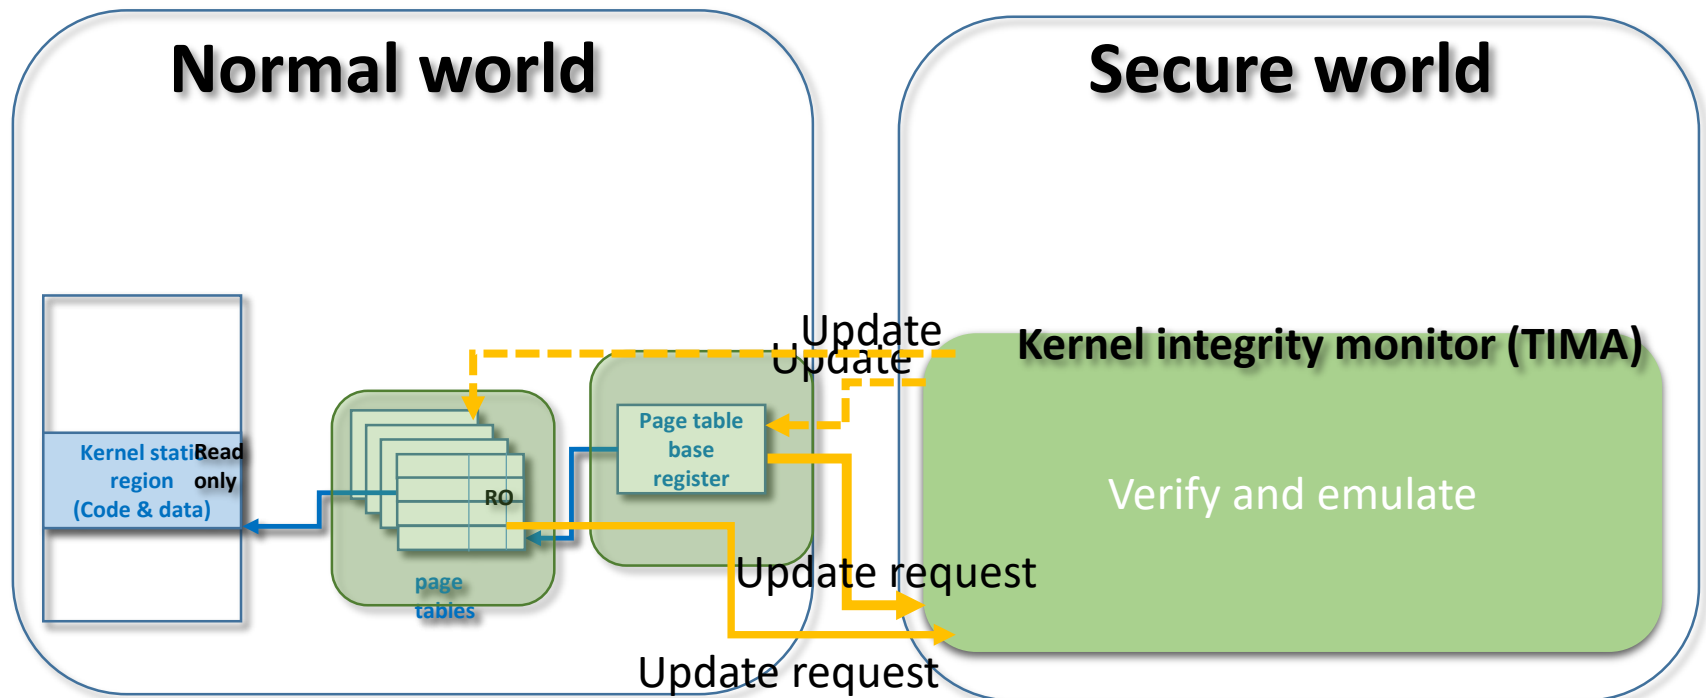 Normal world
Secure world
Update
Update
Kernel integrity monitor (TIMA)
Page table
base
register
Kernel static
region
(Code & data)
Read
only
RO
Verify and emulate
page
tables
Update request
Update request